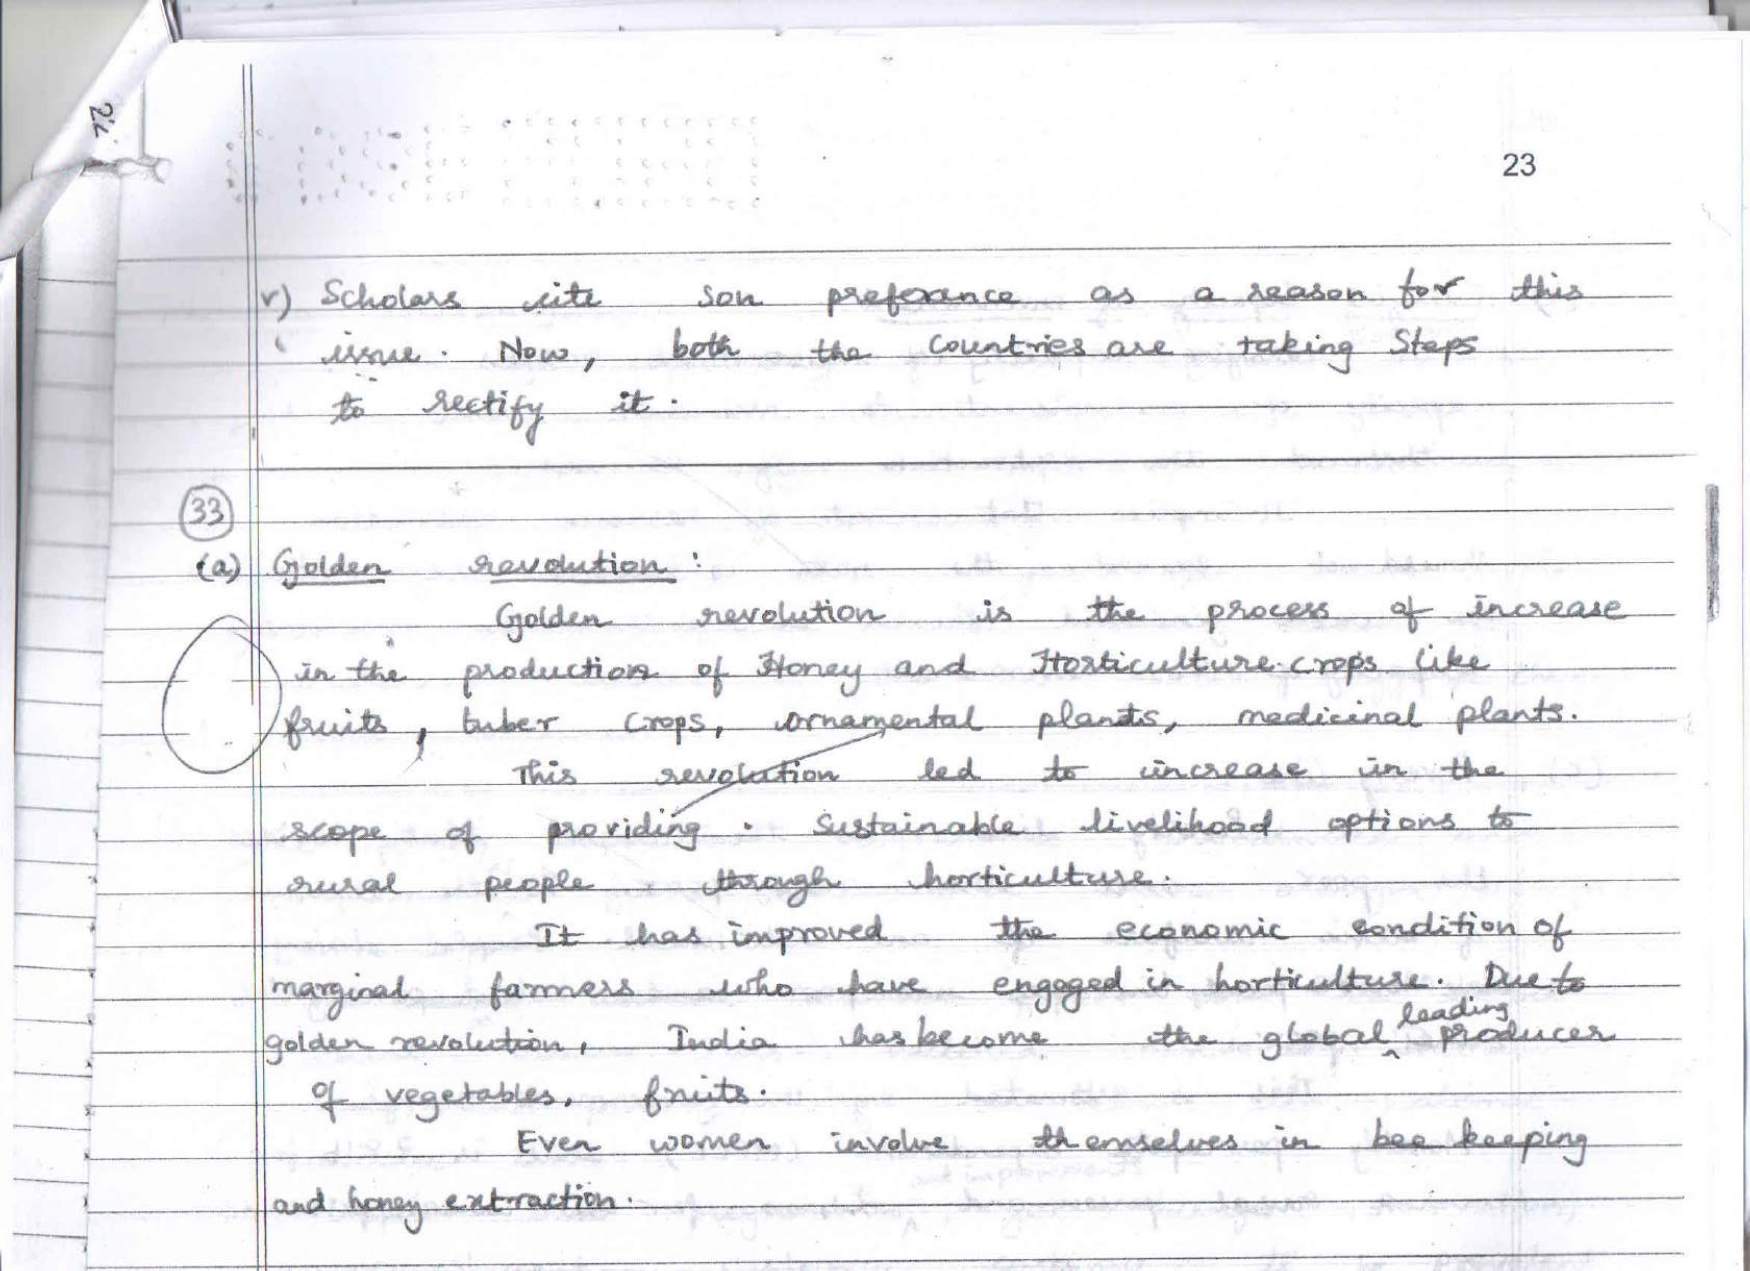 22
23
v) Scholars cite son preferance as a reason for this
issue. Now, both the countries are taking Steps
to rectify it.
33
(a) Golden revolution :
Golden revolution is the process of increase
in the production of Honey and Horticulture crops like
fruits, tuber crops, ornamental plants, medicinal plants.
This revolution led to increase in the
scope of providing sustainable livelihood options to
rural people through horticulture.
It has improved the economic condition of
marginal farmers who have engaged in horticulture. Due to
golden revolution, India has become the global leading producer
of vegetables, fruits.
Even women involve themselves in bee keeping
and honey extraction.